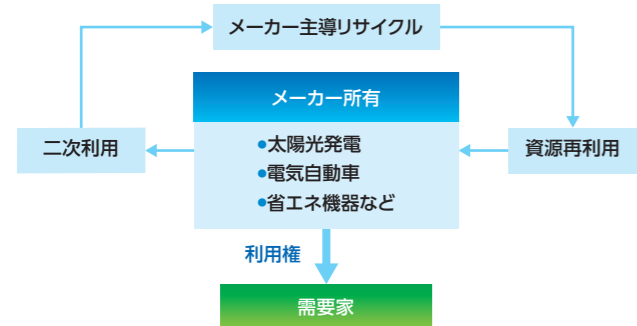 メーカー主導リサイクル
メーカー所有
二次利用
●太陽光発電
●電気自動車
●省エネ機器など
資源再利用
利用権
需要家